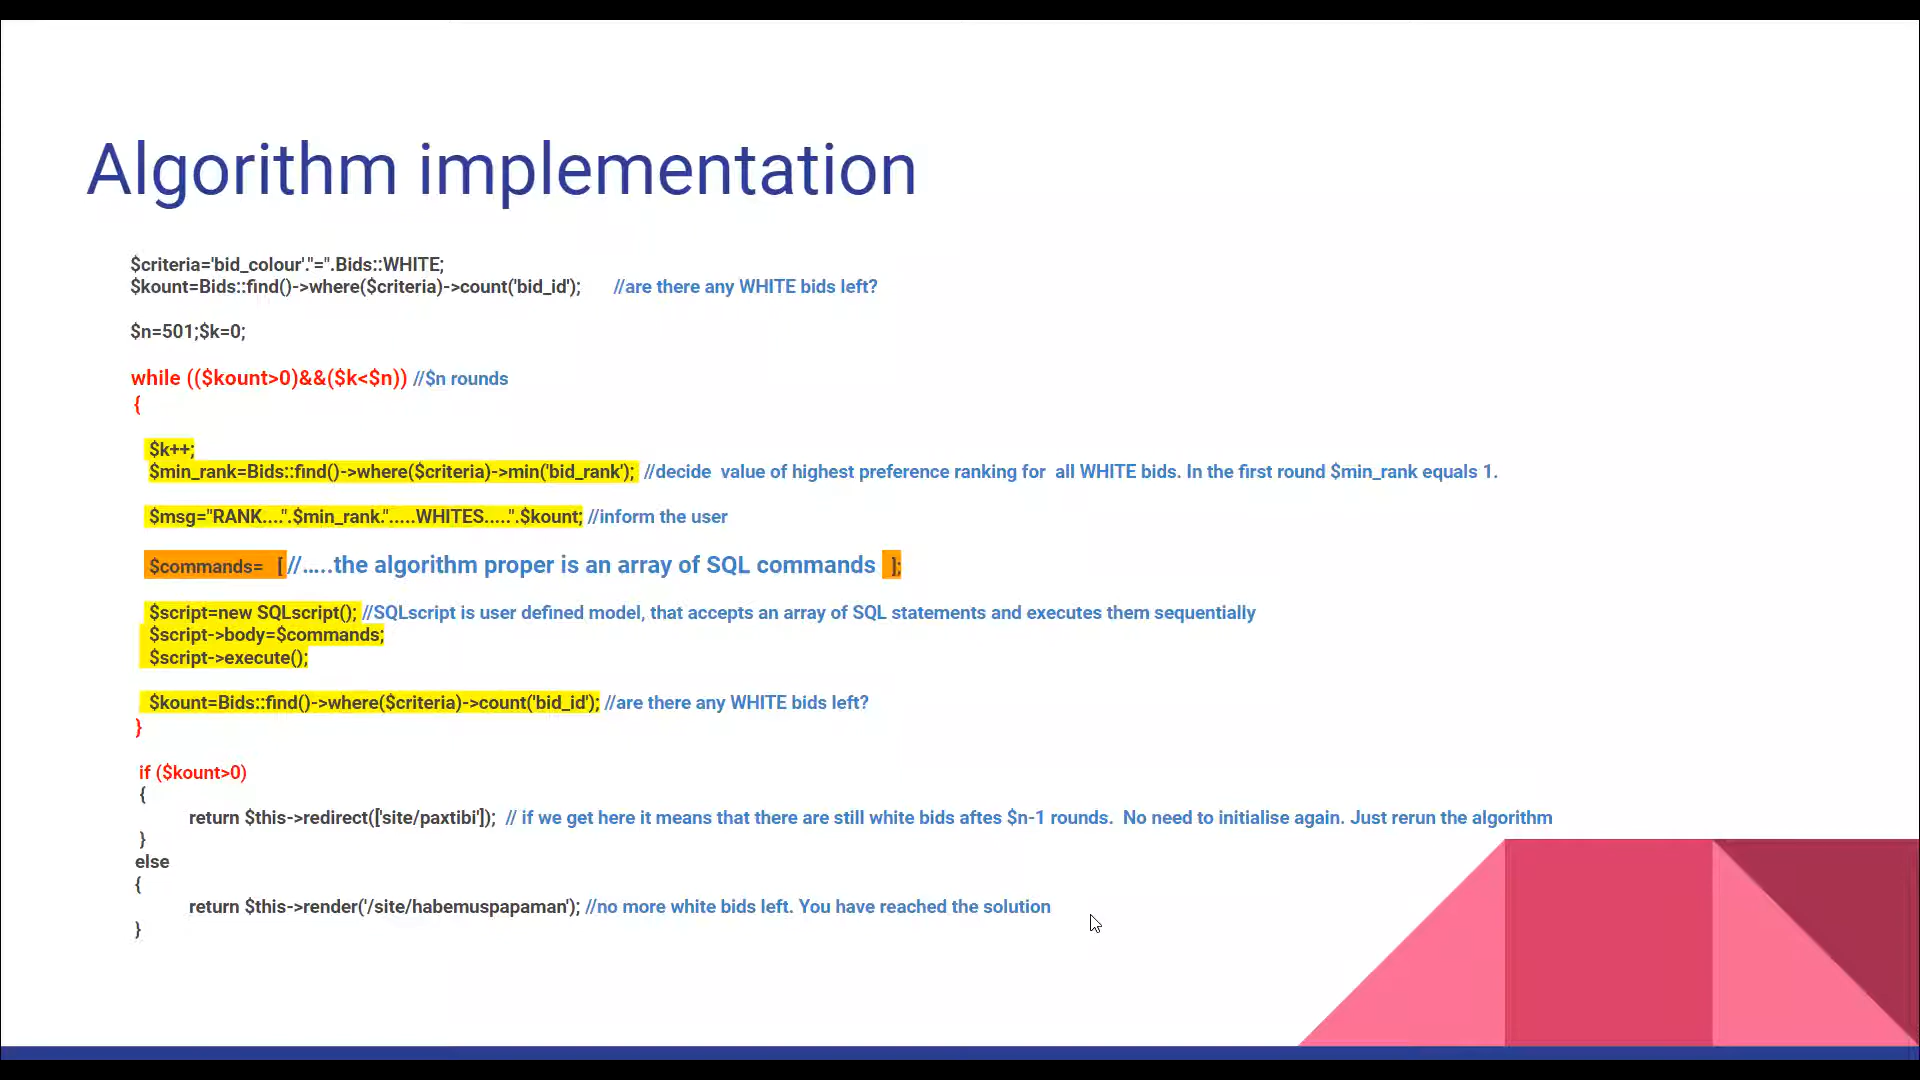 Algorithm implementation
$criteria='bid_colour'."=".Bids::WHITE;
$kount=Bids::find()->where($criteria)->count('bid_id'); //are there any WHITE bids left?
$n=501;$k=0;
while (($kount>0)&&($k<$n)) //$n rounds
{
$k++;
$min_rank=Bids::find()->where($criteria)->min('bid_rank'); //decide value of highest preference ranking for all WHITE bids. In the first round $min_rank equals 1.
$msg="RANK....".$min_rank.".....WHITES.....".$kount; //inform the user
$commands= [ //.....the algorithm proper is an array of SQL commands ];
$script=new SQLscript(); //SQLscript is user defined model, that accepts an array of SQL statements and executes them sequentially
$script->body=$commands;
$script->execute();
$kount=Bids::find()->where($criteria)->count('bid_id'); //are there any WHITE bids left?
}
if ($kount>0)
{
return $this->redirect(['site/paxtibi']); // if we get here it means that there are still white bids aftes $n-1 rounds. No need to initialise again. Just rerun the algorithm
}
else
{
return $this->render('/site/habemuspapaman'); //no more white bids left. You have reached the solution
}